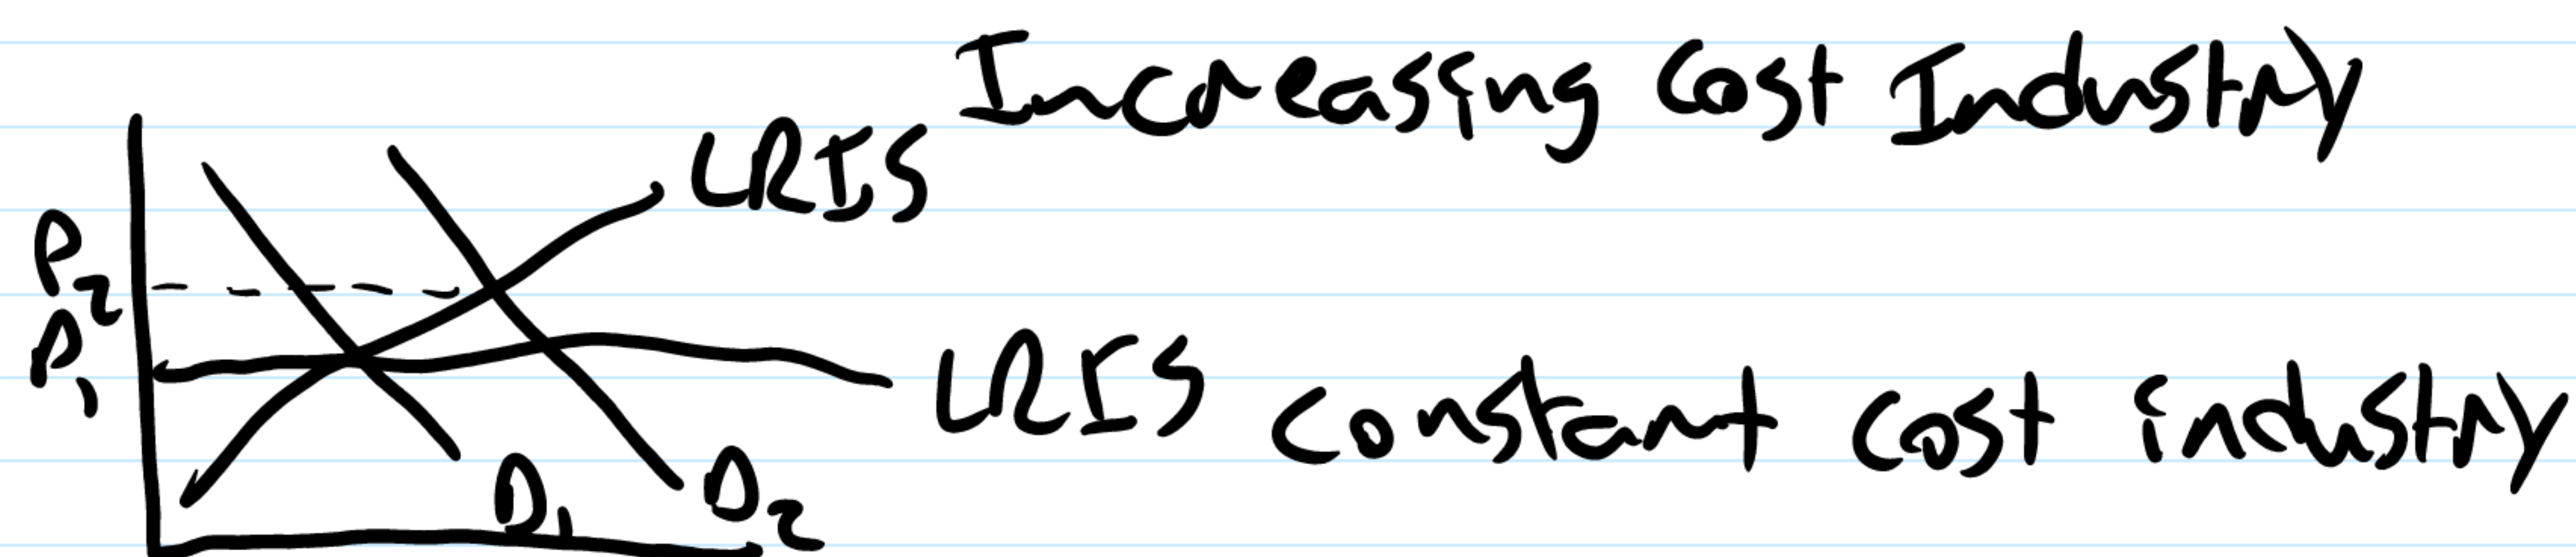 Increasing Cost Industry
LRIS
P2
P1
LRIS Constant Cost industry
D1
D2